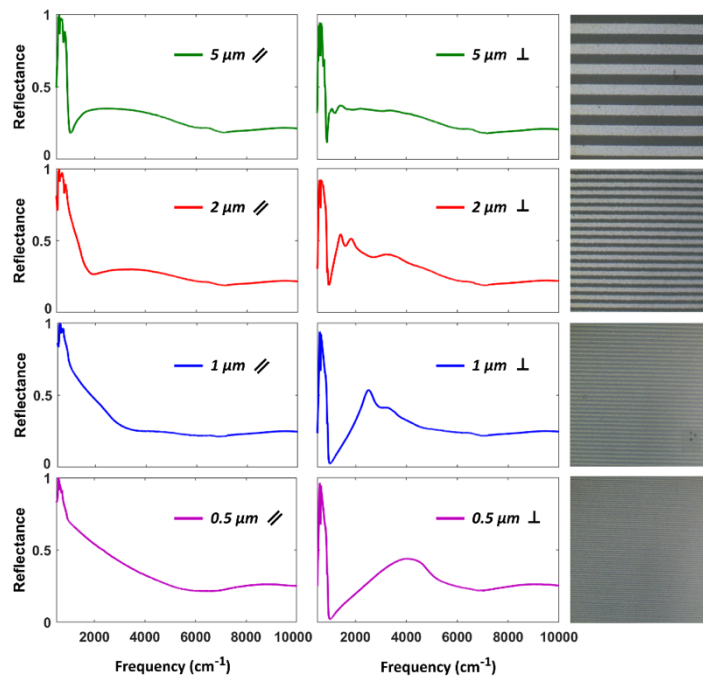 1
5 µm ⫽
5 µm ⊥
Reflectance
0.5
0
1
2 µm ⫽
2 µm ⊥
Reflectance
0.5
0
1
1 µm ⫽
1 µm ⊥
Reflectance
0.5
0
1
0.5 µm ⫽
0.5 µm ⊥
Reflectance
0.5
0
2000 4000 6000 8000 10000 2000 4000 6000 8000 10000
Frequency (cm⁻¹) Frequency (cm⁻¹)